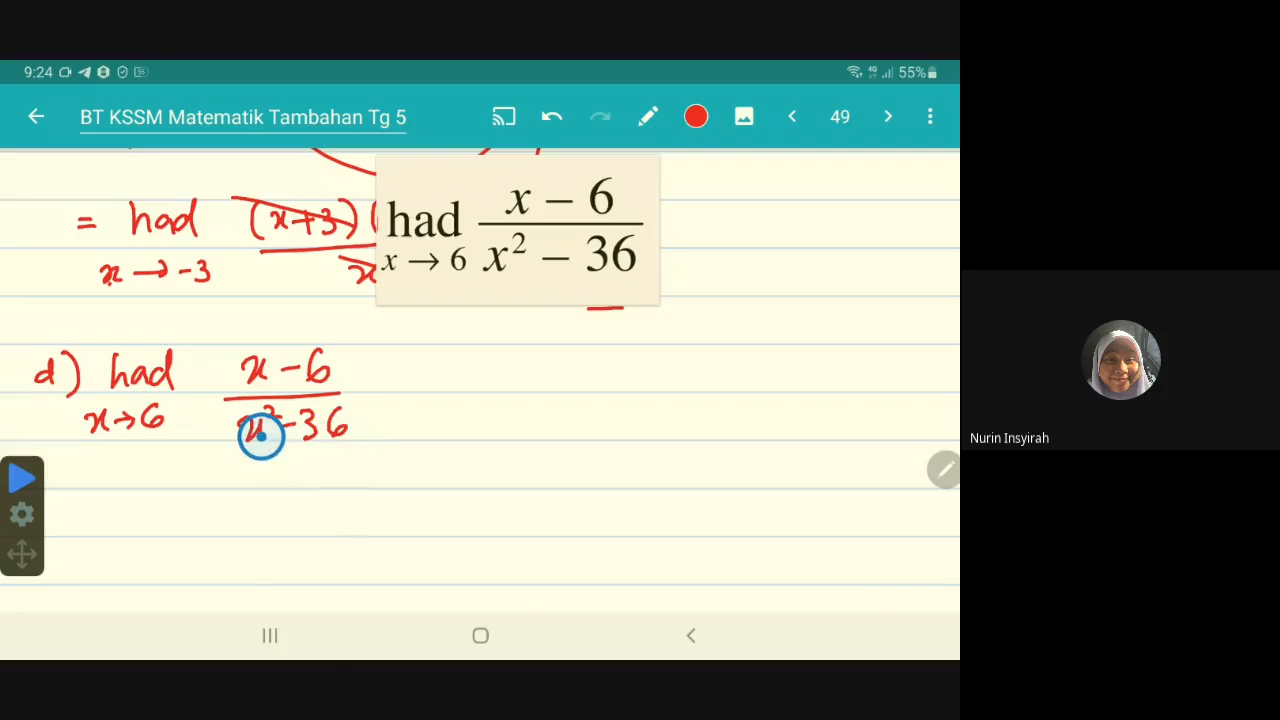 9:24 4G 55%
BT KSSM Matematik Tambahan Tg 5 49
= had (x+3)(
x → -3 x
had x - 6
x → 6 x² - 36
d) had x - 6
x→6 x² - 36
Nurin Insyirah